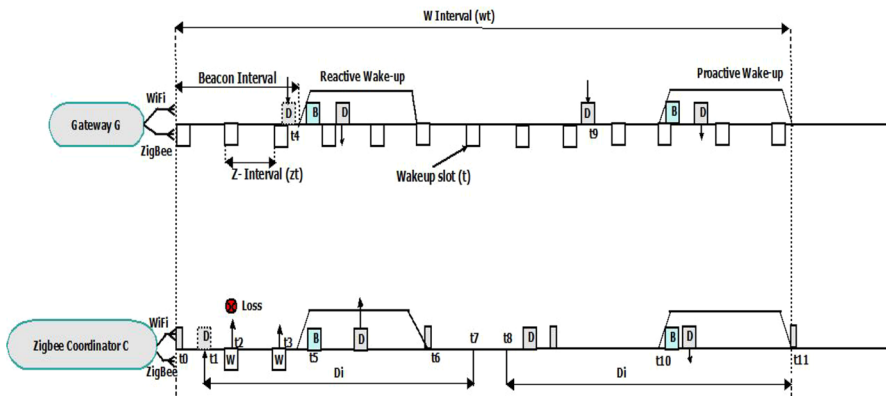 W Interval (wt)
Beacon Interval
Reactive Wake-up
Proactive Wake-up
WiFi
D
B
D
D
B
D
Gateway G
t4
t9
ZigBee
Z- Interval (zt)
Wakeup slot (t)
Loss
WiFi
D
t2
t3
B
D
t7
t8
D
B
D
Zigbee Coordinator C
t0
t1
W
W
t5
t6
t10
t11
ZigBee
Di
Di